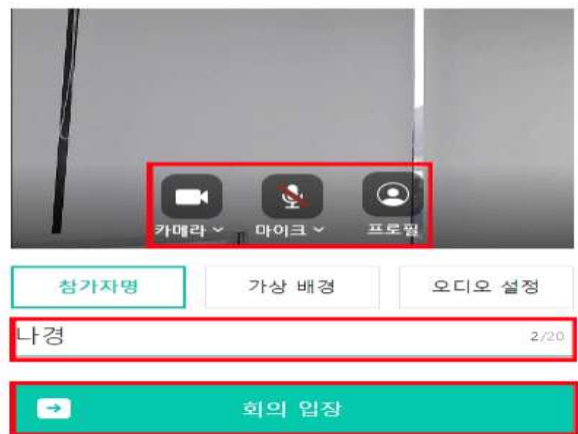 카메라 마이크 프로필
참가자명 가상 배경 오디오 설정
나경 2/20
회의 입장